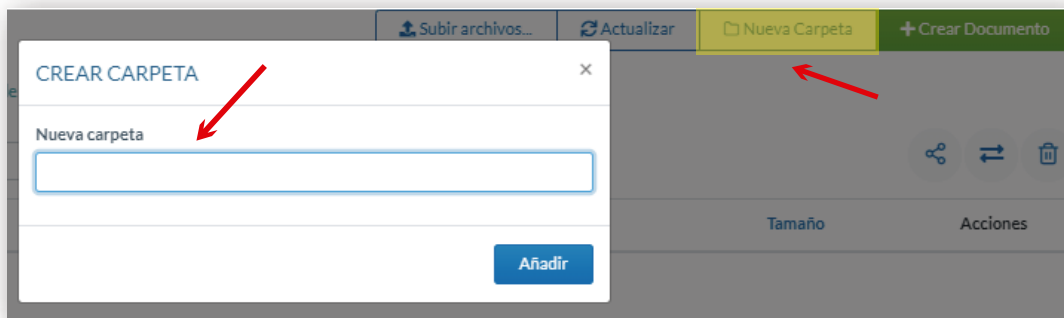 Subir archivos...
Actualizar
Nueva Carpeta
Crear Documento
CREAR CARPETA
×
Nueva carpeta
Tamaño
Acciones
Añadir